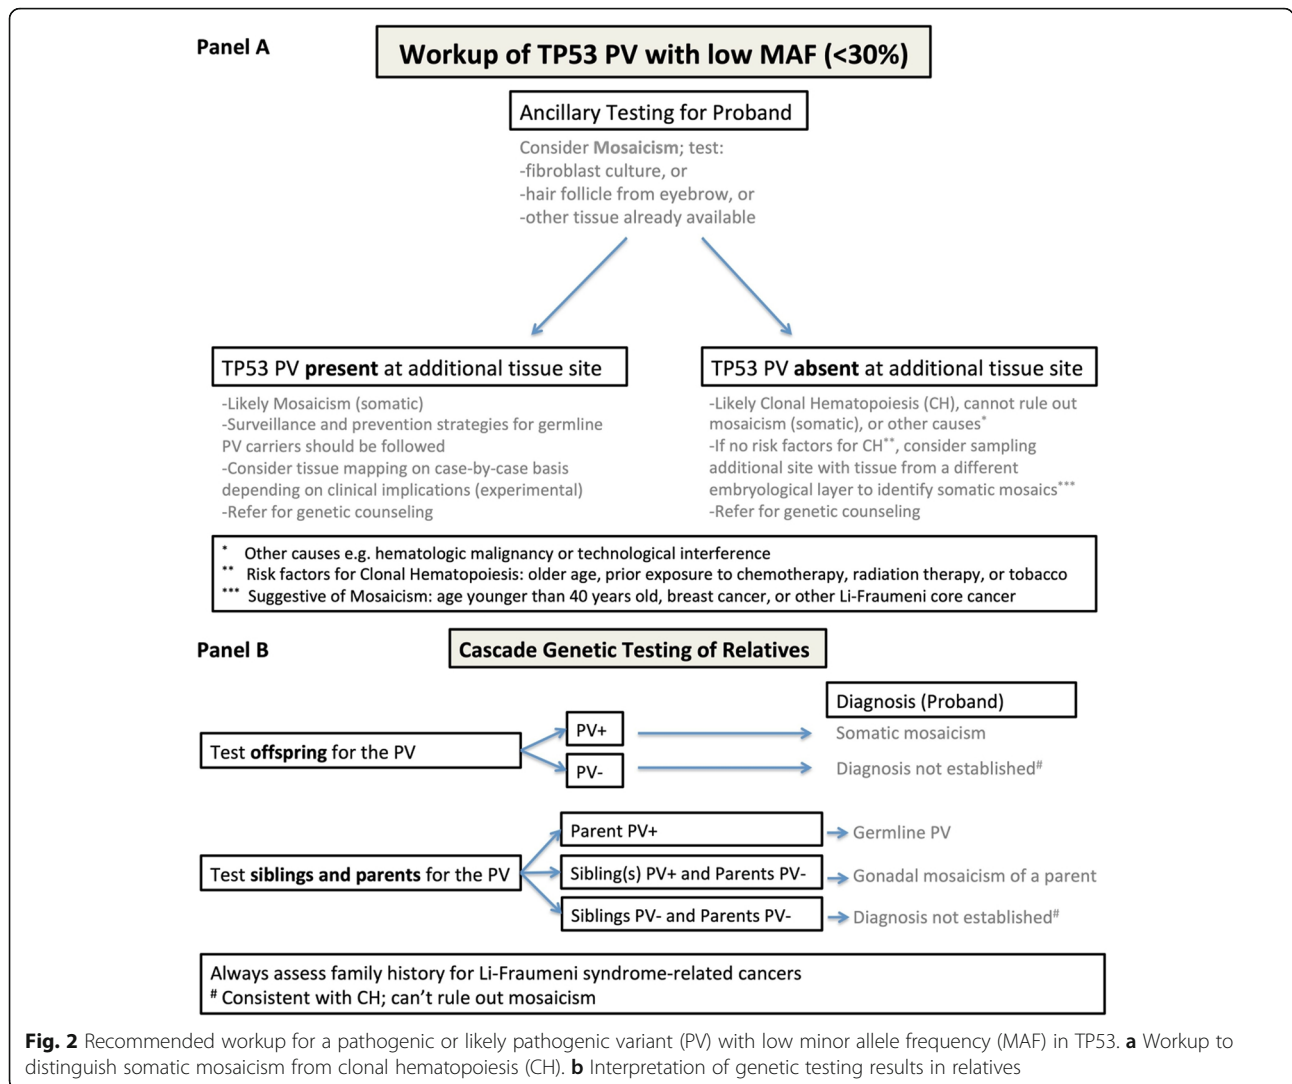 Panel A
Workup of TP53 PV with low MAF (<30%)
Ancillary Testing for Proband
Consider Mosaicism; test:
-fibroblast culture, or
-hair follicle from eyebrow, or
-other tissue already available
TP53 PV present at additional tissue site
-Likely Mosaicism (somatic)
-Surveillance and prevention strategies for germline
PV carriers should be followed
-Consider tissue mapping on case-by-case basis
depending on clinical implications (experimental)
-Refer for genetic counseling
TP53 PV absent at additional tissue site
-Likely Clonal Hematopoiesis (CH), cannot rule out
mosaicism (somatic), or other causes*
-If no risk factors for CH**, consider sampling
additional site with tissue from a different
embryological layer to identify somatic mosaics***
-Refer for genetic counseling
* Other causes e.g. hematologic malignancy or technological interference
** Risk factors for Clonal Hematopoiesis: older age, prior exposure to chemotherapy, radiation therapy, or tobacco
*** Suggestive of Mosaicism: age younger than 40 years old, breast cancer, or other Li-Fraumeni core cancer
Panel B
Cascade Genetic Testing of Relatives
Diagnosis (Proband)
Test offspring for the PV
PV+
Somatic mosaicism
PV-
Diagnosis not established#
Test siblings and parents for the PV
Parent PV+
Germline PV
Sibling(s) PV+ and Parents PV-
Gonadal mosaicism of a parent
Siblings PV- and Parents PV-
Diagnosis not established#
Always assess family history for Li-Fraumeni syndrome-related cancers
# Consistent with CH; can't rule out mosaicism
Fig. 2 Recommended workup for a pathogenic or likely pathogenic variant (PV) with low minor allele frequency (MAF) in TP53. a Workup to
distinguish somatic mosaicism from clonal hematopoiesis (CH). b Interpretation of genetic testing results in relatives